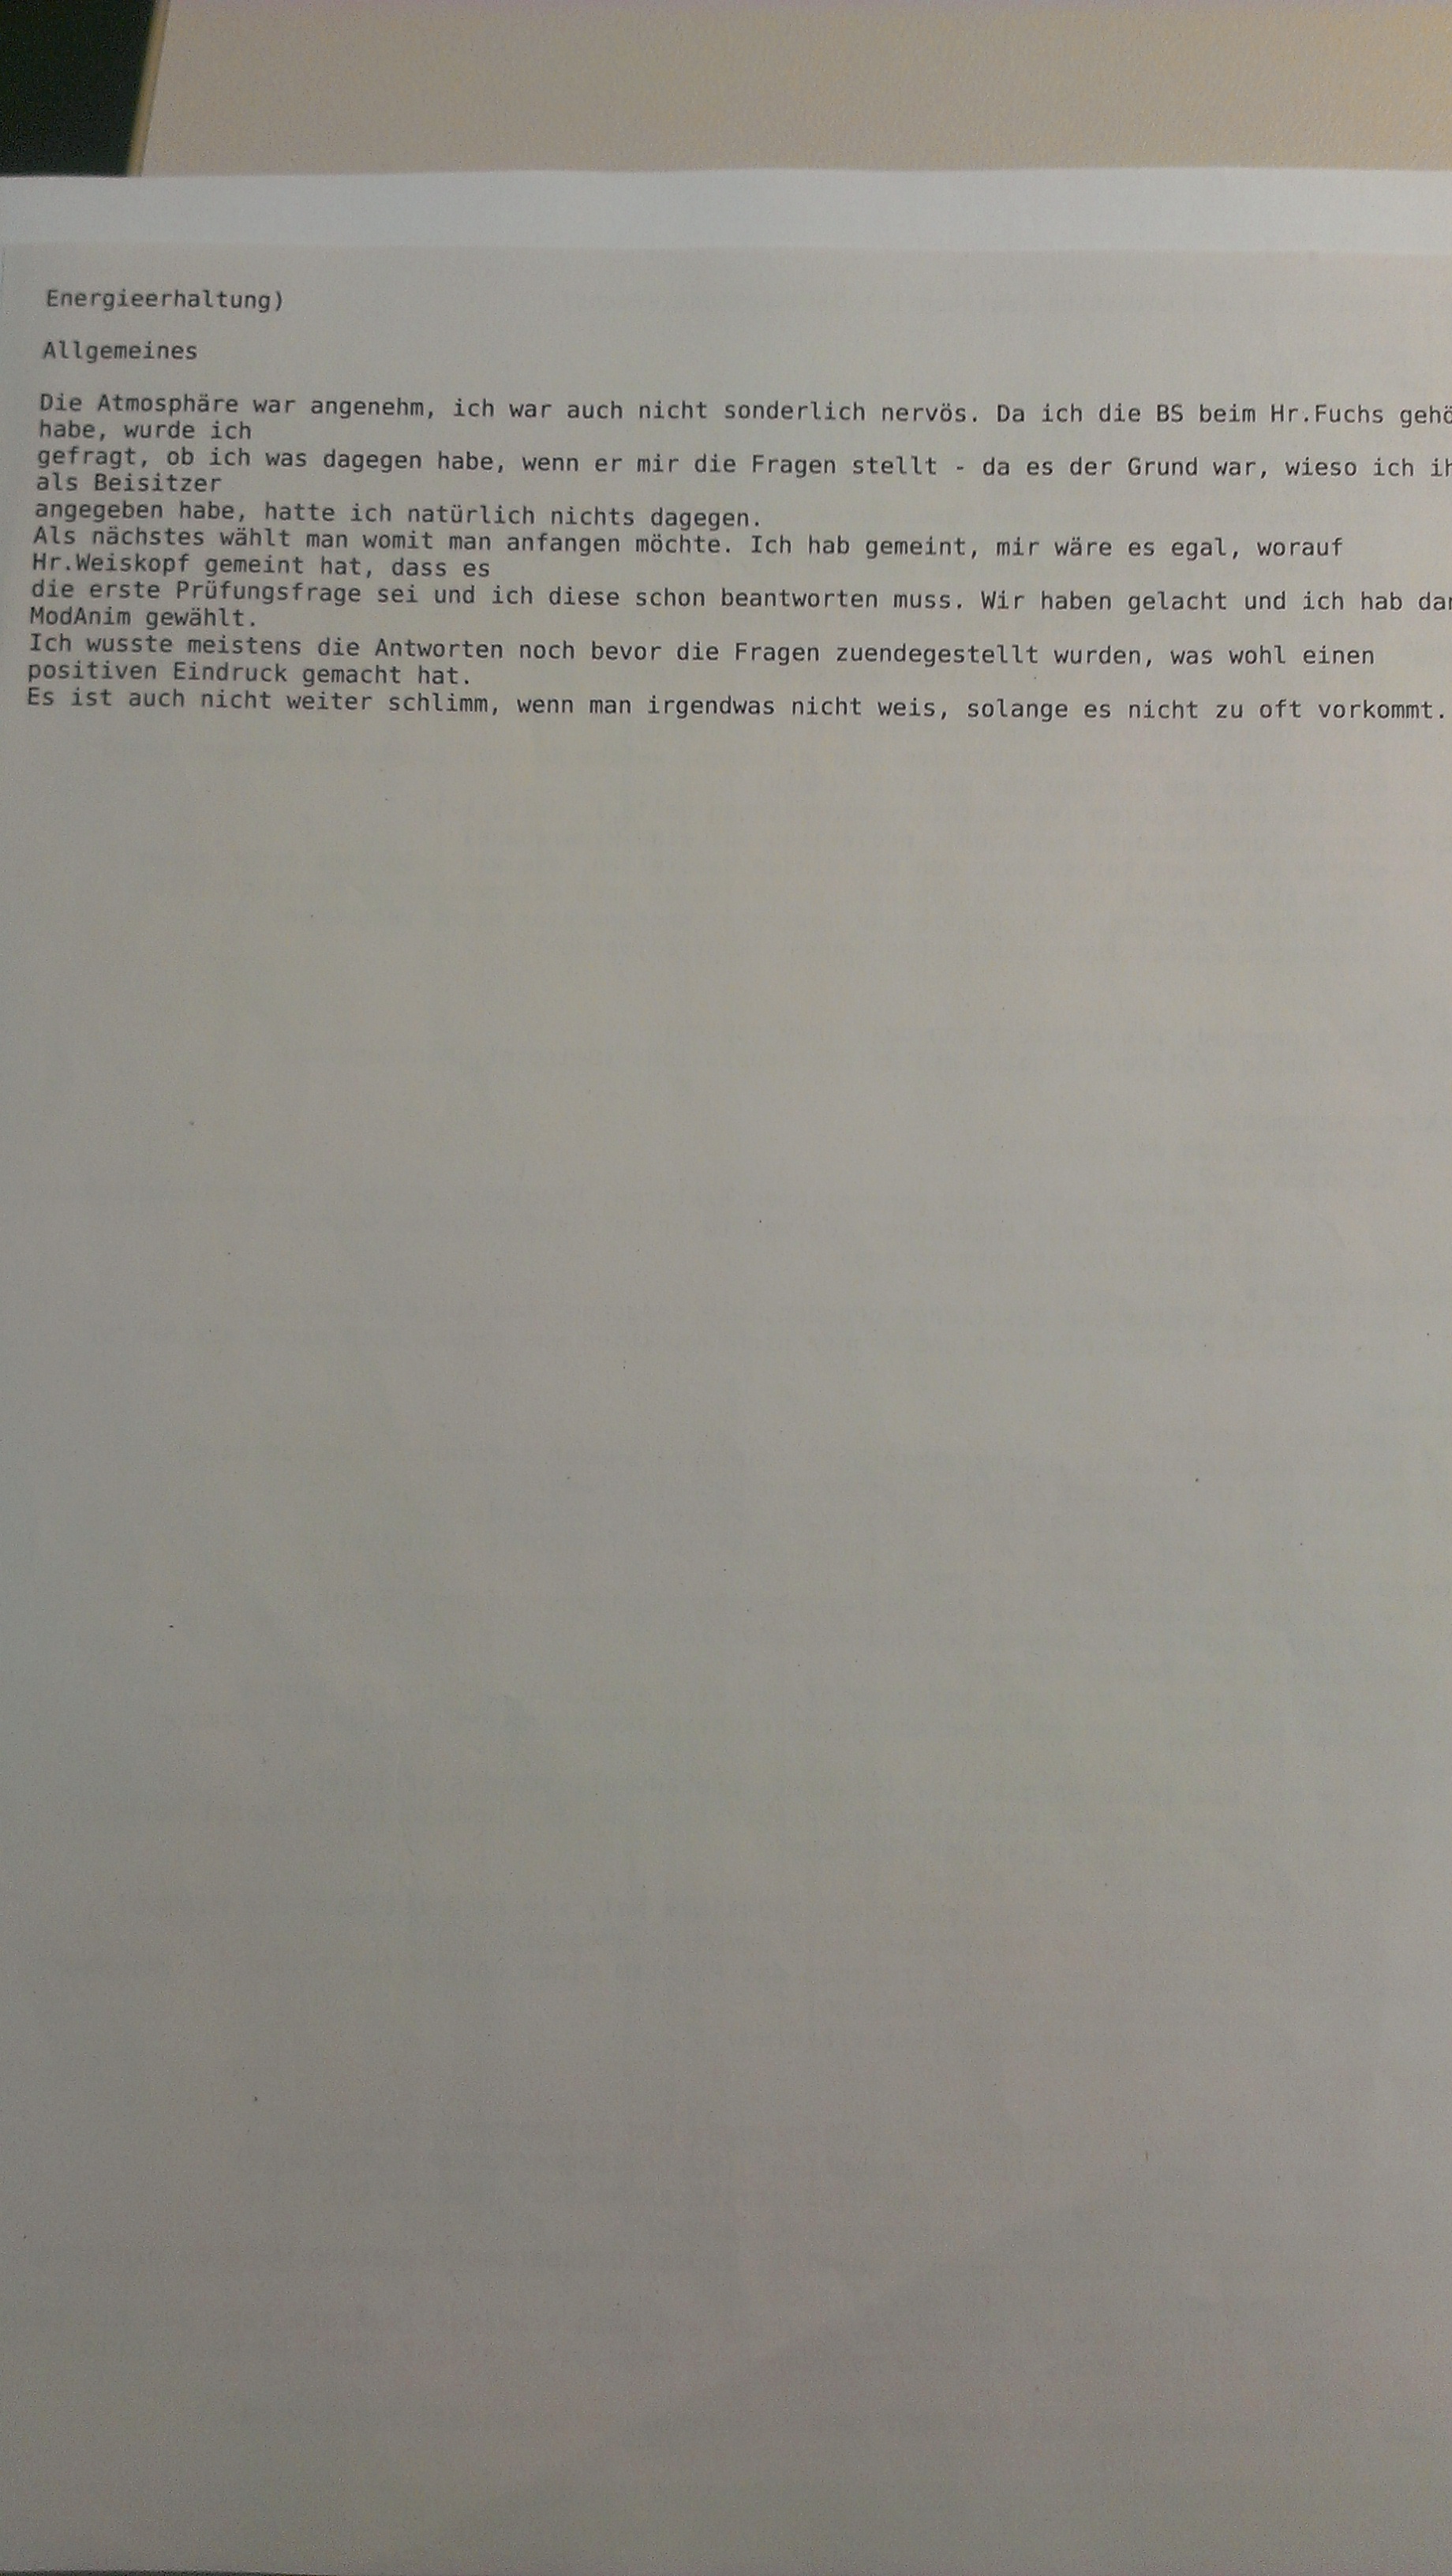 Energieerhaltung)
Allgemeines
Die Atmosphäre war angenehm, ich war auch nicht sonderlich nervös. Da ich die BS beim Hr.Fuchs
habe, wurde ich
gefragt, ob ich was dagegen habe, wenn er mir die Fragen stellt - da es der Grund war, wieso ich
als Beisitzer
angegeben habe, hatte ich natürlich nichts dagegen.
Als nächstes wählt man womit man anfangen möchte. Ich hab gemeint, mir wäre es egal, worauf
Hr.Weiskopf gemeint hat, dass es
die erste Prüfungsfrage sei und ich diese schon beantworten muss. Wir haben gelacht und ich hab
ModAnim gewählt.
Ich wusste meistens die Antworten noch bevor die Fragen zuendegestellt wurden, was wohl einen
positiven Eindruck gemacht hat.
Es ist auch nicht weiter schlimm, wenn man irgendwas nicht weis, solange es nicht zu oft vorkommt.